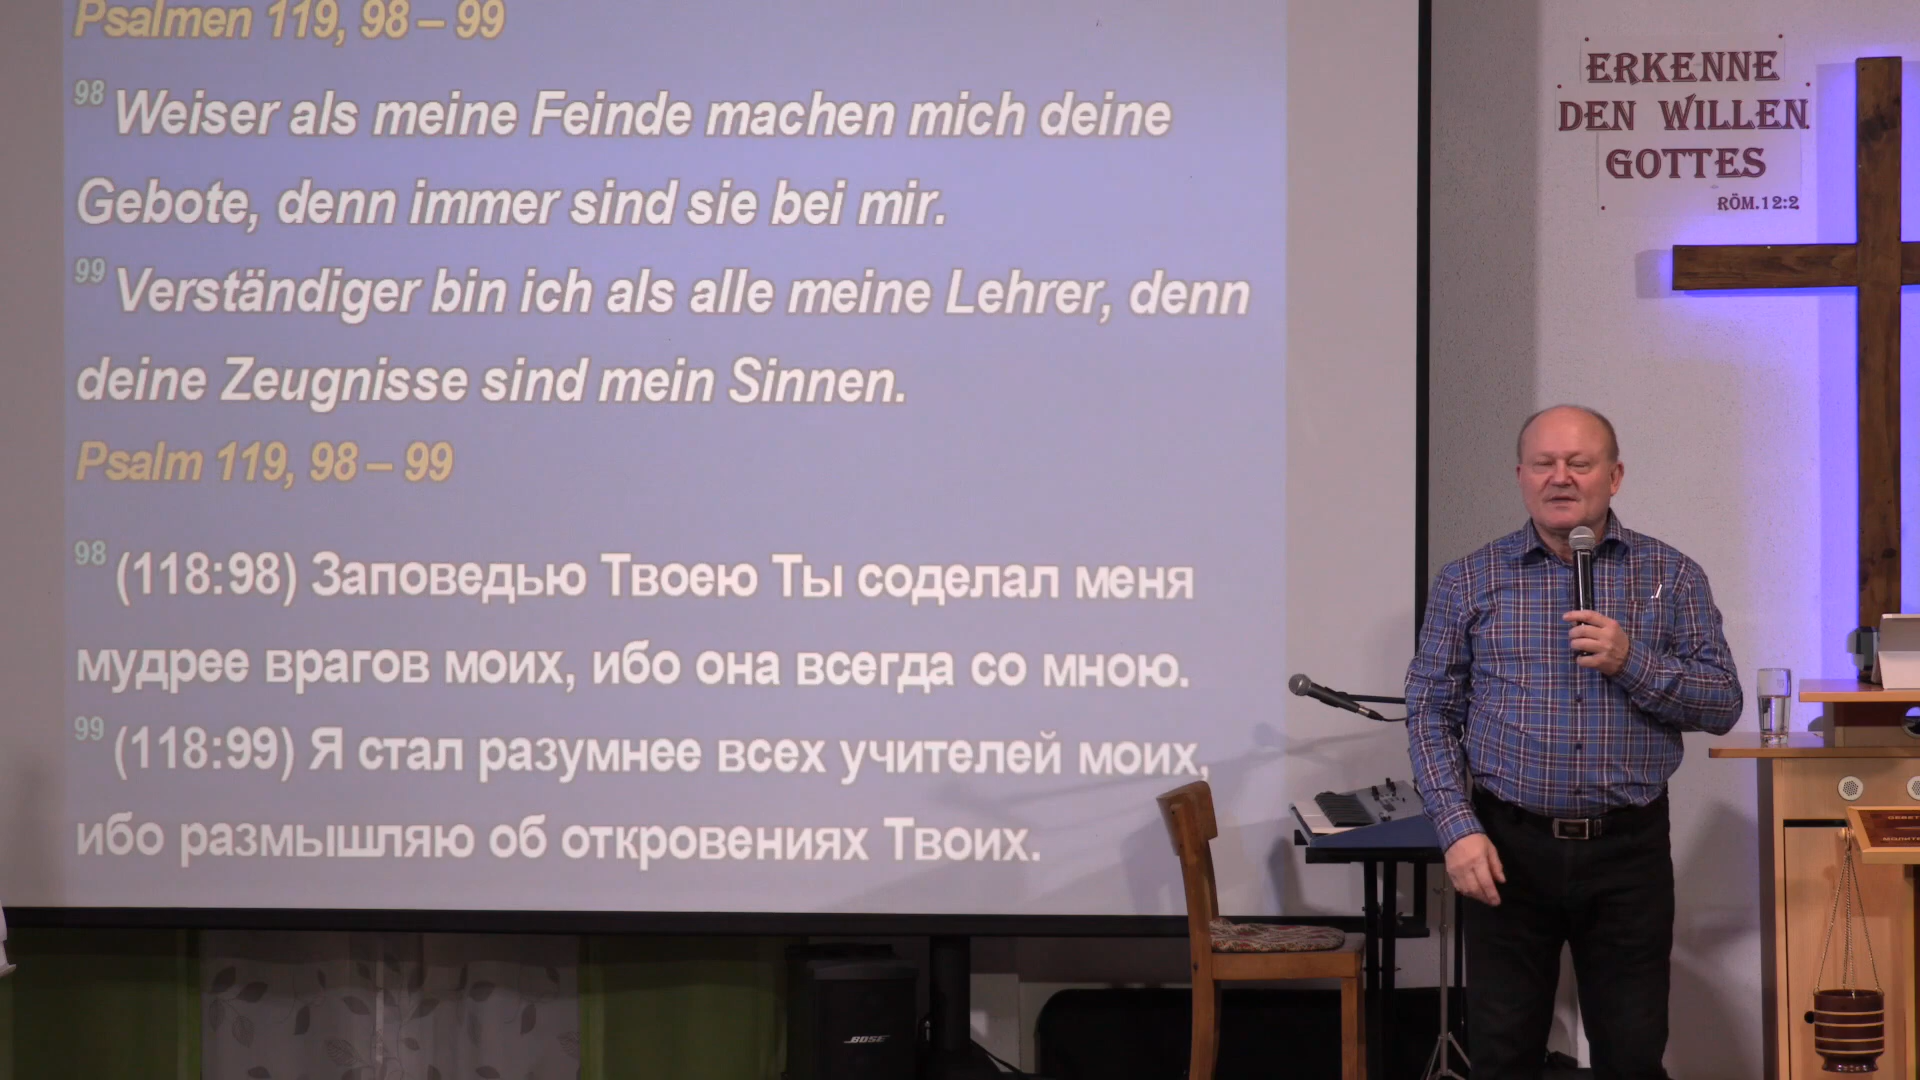 Psalmen 119, 98 – 99
98 Weiser als meine Feinde machen mich deine
Gebote, denn immer sind sie bei mir.
99 Verständiger bin ich als alle meine Lehrer, denn
deine Zeugnisse sind mein Sinnen.
Psalm 119, 98 – 99
98 (118:98) Заповедью Твоею Ты соделал меня
мудрее врагов моих, ибо она всегда со мною.
99 (118:99) Я стал разумнее всех учителей моих,
ибо размышляю об откровениях Твоих.
ERKENNE
DEN WILLEN
GOTTES
RÖM.12:2
BOSE